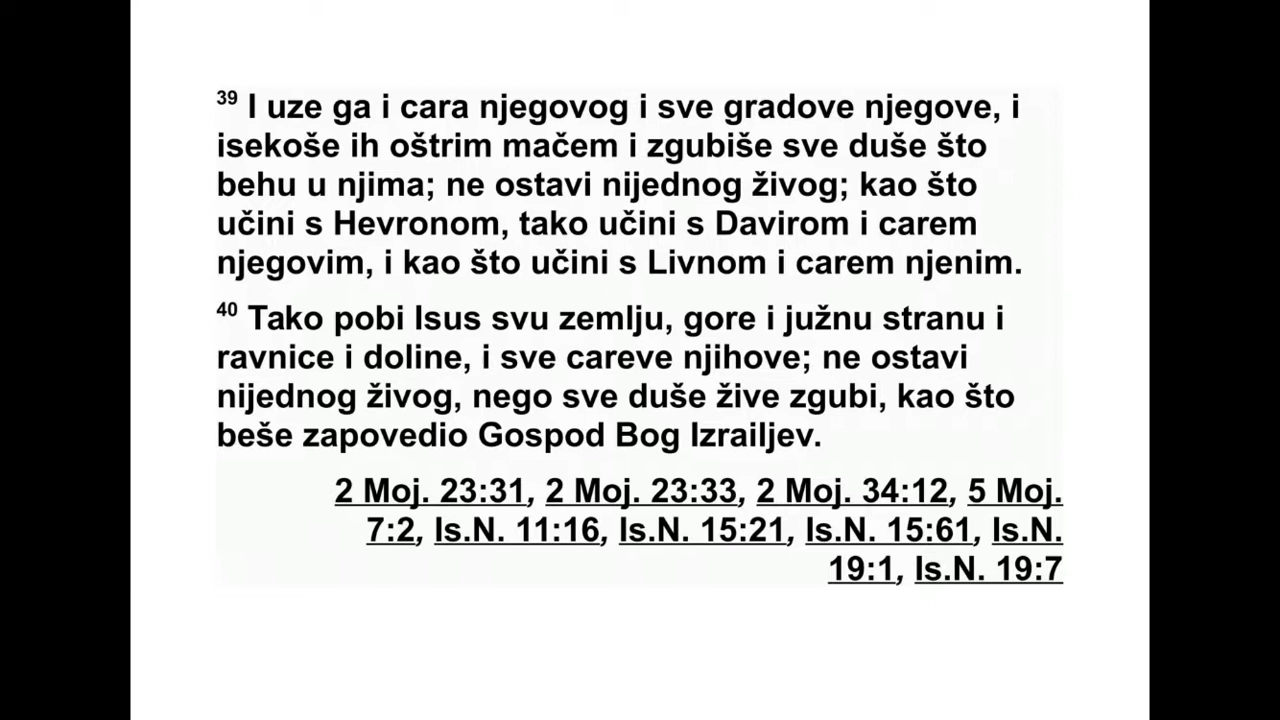 39 I uze ga i cara njegovog i sve gradove njegove, i
isekoše ih oštrim mačem i zgubiše sve duše što
behu u njima; ne ostavi nijednog živog; kao što
učini s Hevronom, tako učini s Davirom i carem
njegovim, i kao što učini s Livnom i carem njenim.
40 Tako pobi Isus svu zemlju, gore i južnu stranu i
ravnice i doline, i sve careve njihove; ne ostavi
nijednog živog, nego sve duše žive zgubi, kao što
beše zapovedio Gospod Bog Izrailjev.
2 Moj. 23:31, 2 Moj. 23:33, 2 Moj. 34:12, 5 Moj.
7:2, Is.N. 11:16, Is.N. 15:21, Is.N. 15:61, Is.N.
19:1, Is.N. 19:7